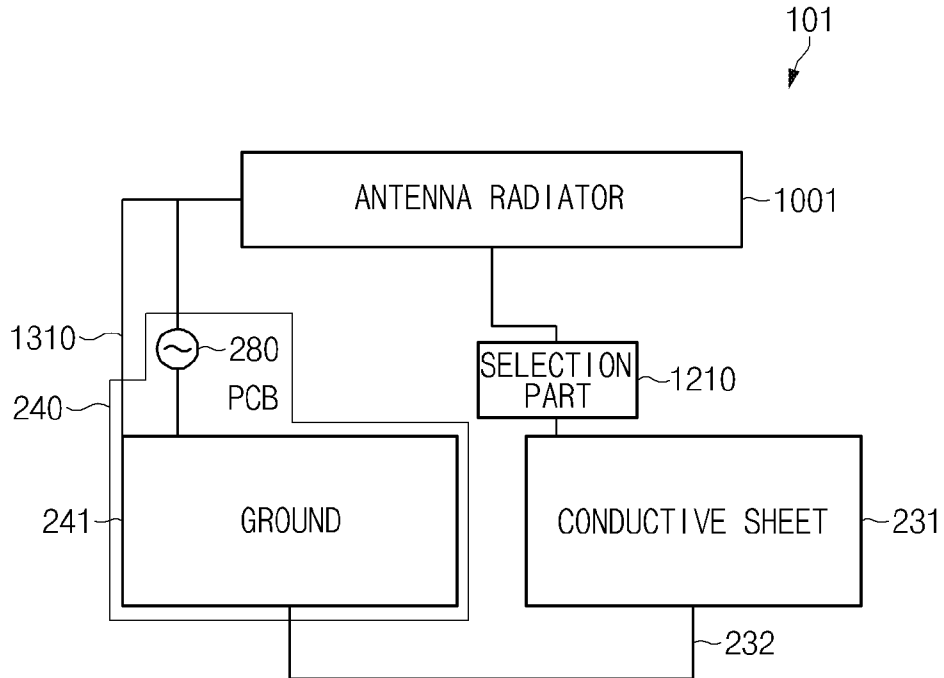 101
ANTENNA RADIATOR
1001
1310
280
SELECTION
PART
1210
240
PCB
241
GROUND
CONDUCTIVE SHEET
231
232